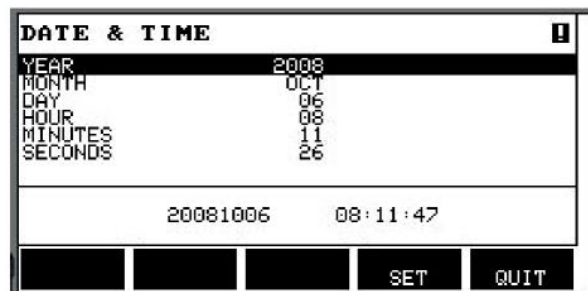 DATE & TIME !
YEAR 2008
MONTH OCT
DAY 06
HOUR 08
MINUTES 11
SECONDS 26
20081006 08:11:47
SET QUIT